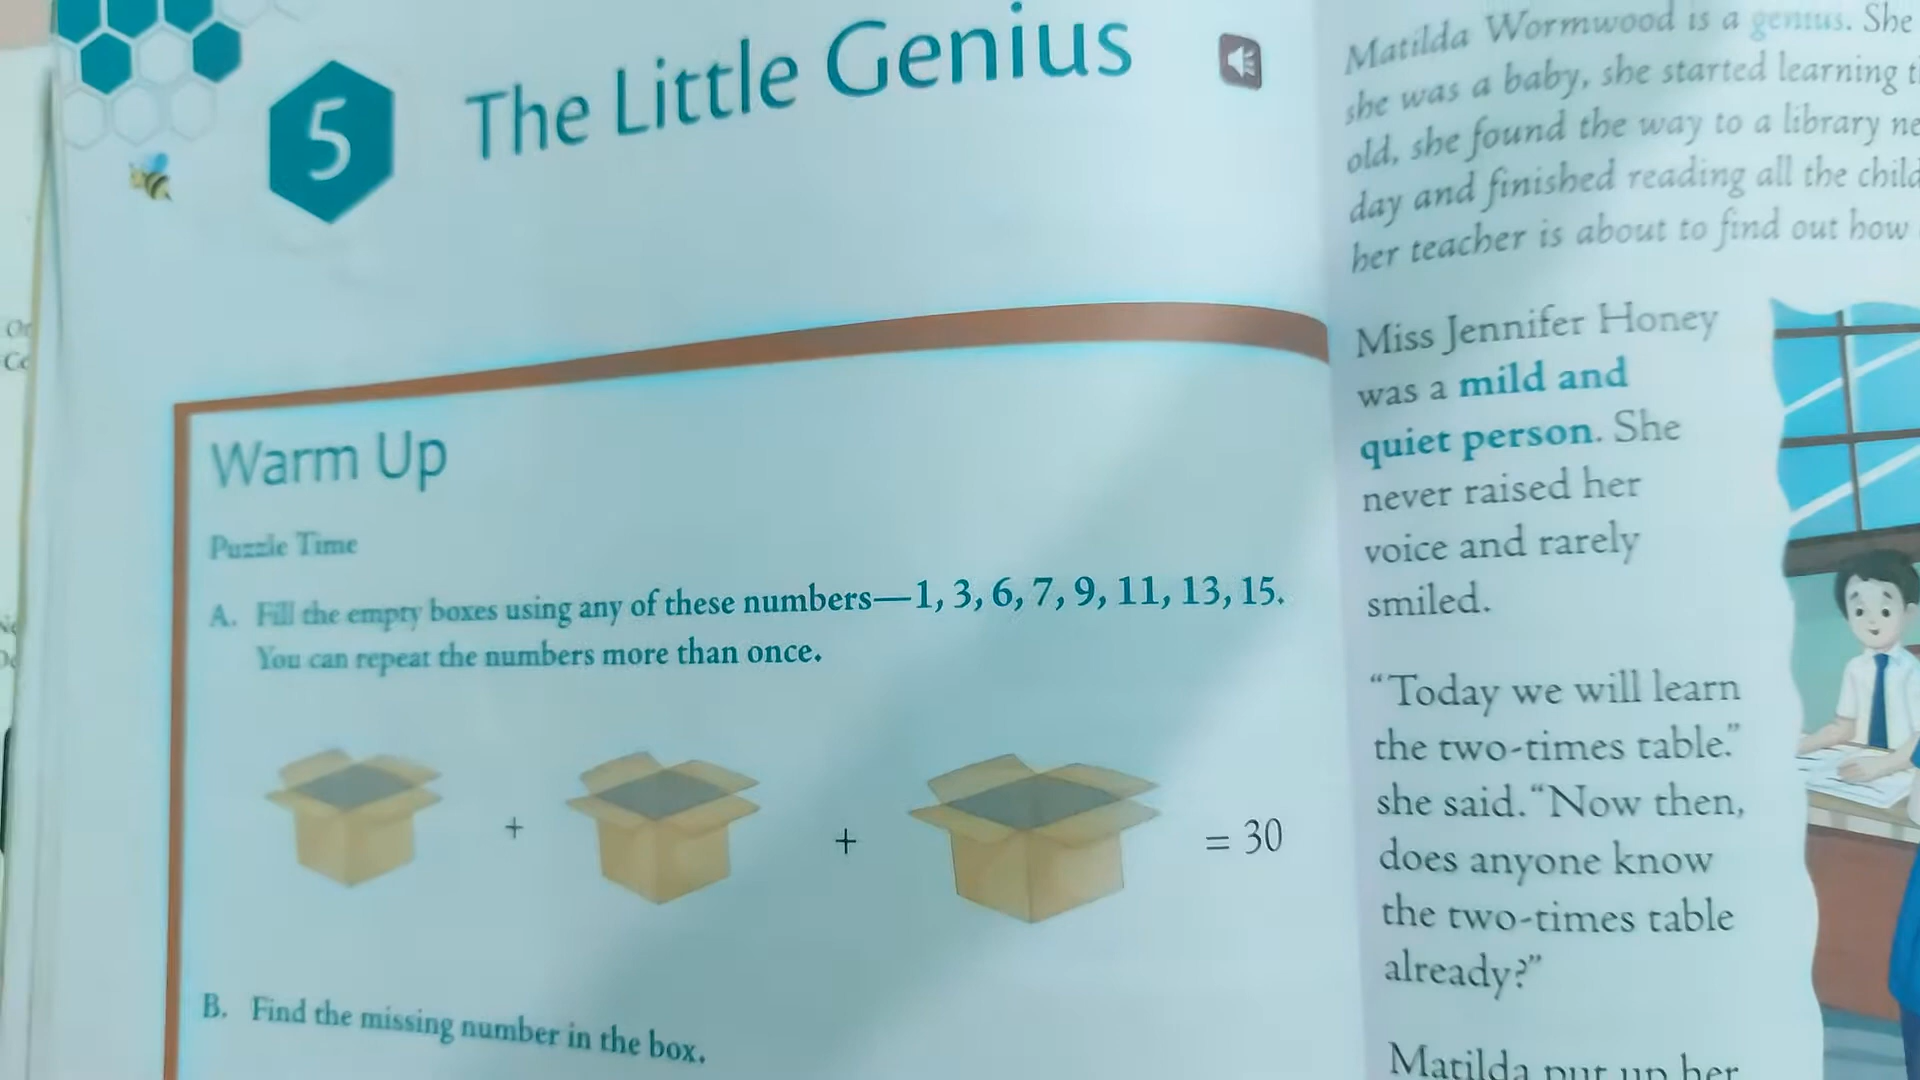 5
The Little Genius
Warm Up
Puzzle Time
A. Fill the empty boxes using any of these numbers—1, 3, 6, 7, 9, 11, 13, 15.
You can repeat the numbers more than once.
+ + = 30
B. Find the missing number in the box.
Matilda Wormwood is a genius. She
she was a baby, she started learning
old, she found the way to a library
day and finished reading all the
her teacher is about to find out how
Miss Jennifer Honey
was a mild and
quiet person. She
never raised her
voice and rarely
smiled.
“Today we will learn
the two-times table.”
she said. “Now then,
does anyone know
the two-times table
already?”
Matilda put up her